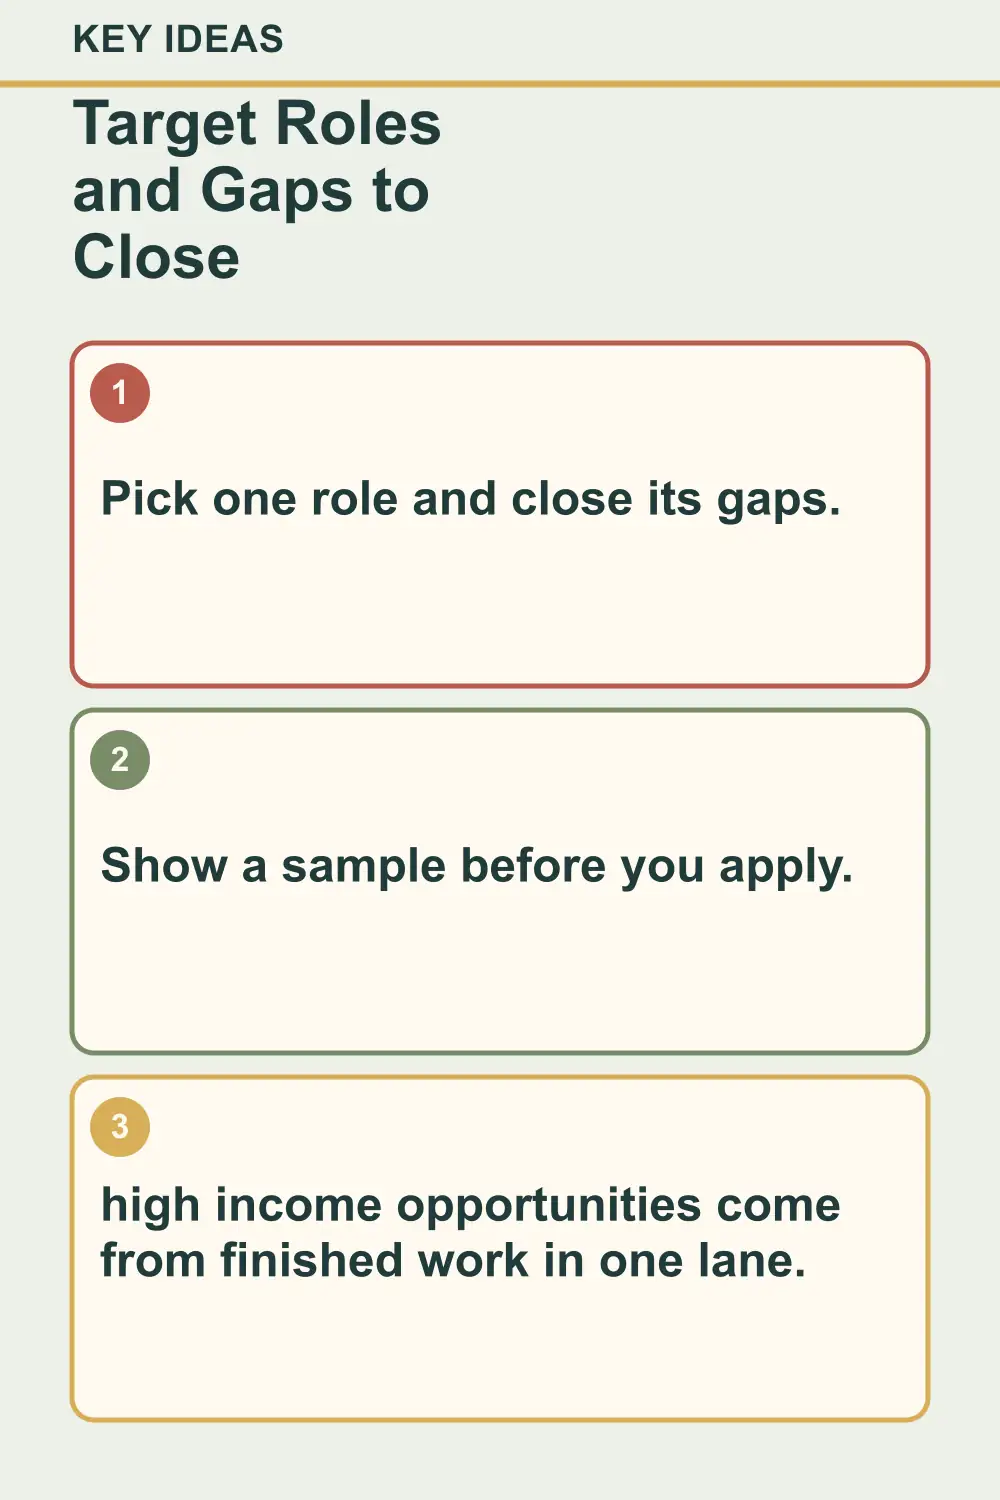 KEY IDEAS
Target Roles
and Gaps to
Close
1
Pick one role and close its gaps.
2
Show a sample before you apply.
3
high income opportunities come
from finished work in one lane.